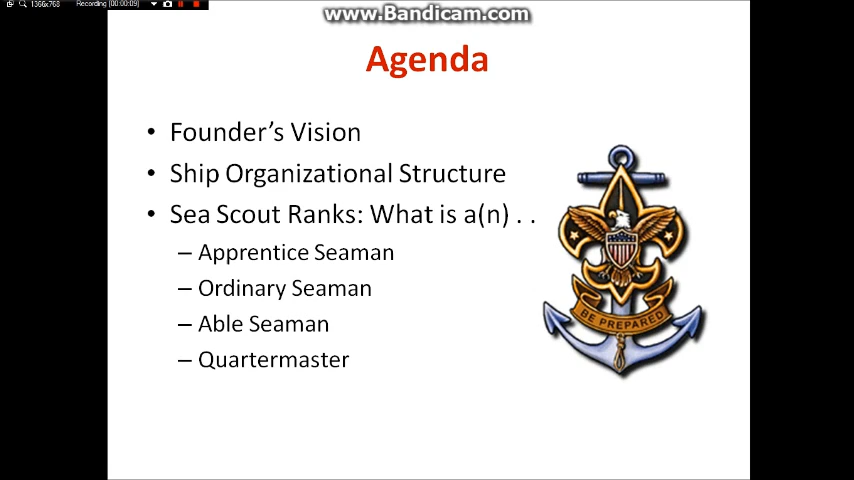 1366x768 Recording [00:00:09]
www.Bandicam.com
Agenda
• Founder's Vision
• Ship Organizational Structure
• Sea Scout Ranks: What is a(n) . .
– Apprentice Seaman
– Ordinary Seaman
– Able Seaman
– Quartermaster
BE PREPARED